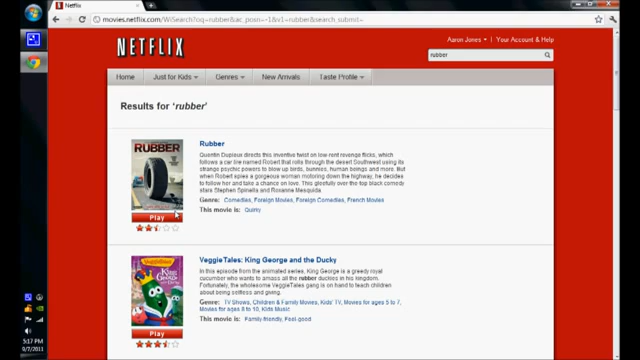 Netflix
movies.netflix.com/WiSearch?oq=rubber&ac_posn=-1&v1=rubber&search_submit=
NETFLIX
Aaron Jones
Your Account & Help
rubber
Home
Just for Kids
Genres
New Arrivals
Taste Profile
Results for 'rubber'
RUBBER
Play
Rubber
Quentin Dupieux directs this inventive twist on low-rent revenge flicks, which
follows a car tire named Robert that rolls through the desert Southwest using its
strange psychic powers to blow up birds, bunnies, human beings and more. But
when Robert spies a gorgeous woman motoring down the highway, he decides
to follow her and take a chance on love. This gleefully over-the-top black comedy
stars Stephen Spinella and Roxanne Mesquida.
Genre: Comedies, Foreign Movies, Foreign Comedies, French Movies
This movie is: Quirky
VeggieTales
King George
and the
Ducky
Play
VeggieTales: King George and the Ducky
In this episode from the animated series, King George is a greedy royal
cucumber who wants to amass all the rubber duckies in his kingdom.
Fortunately, the wholesome VeggieTales gang is on hand to teach children
about being selfless and giving.
Genre: TV Shows, Children & Family Movies, Kids' TV, Movies for ages 5 to 7,
Movies for ages 8 to 10, Kids Music
This movie is: Family-friendly, Feel-good
5:17 PM
9/7/2011